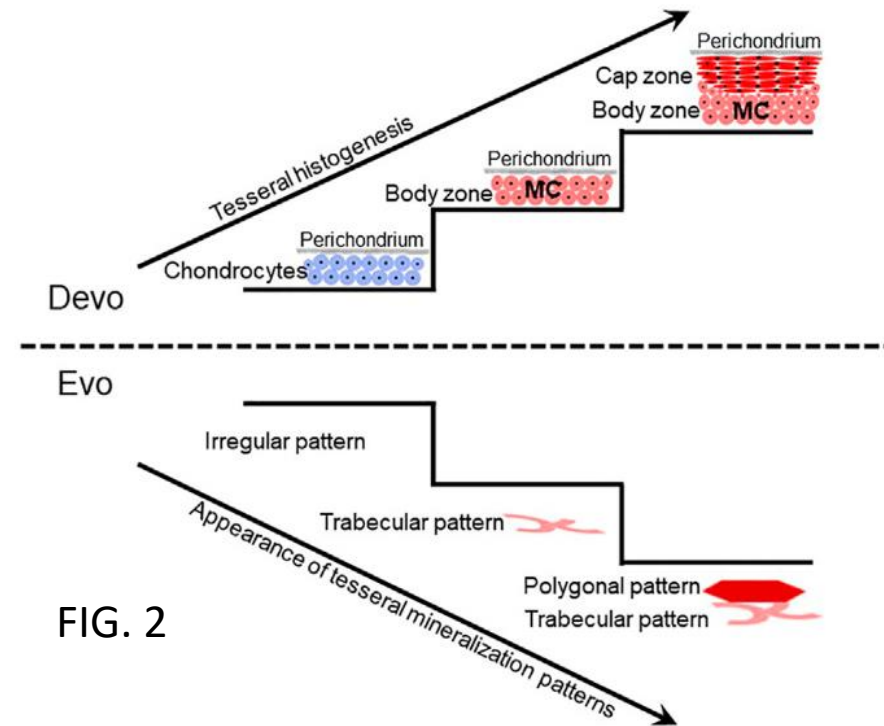 Perichondrium
Cap zone
Body zone MC
Tesseral histogenesis
Perichondrium
Body zone MC
Perichondrium
Chondrocytes
Devo
Evo
Irregular pattern
Trabecular pattern
Appearance of tesseral mineralization patterns
Polygonal pattern
Trabecular pattern
FIG. 2